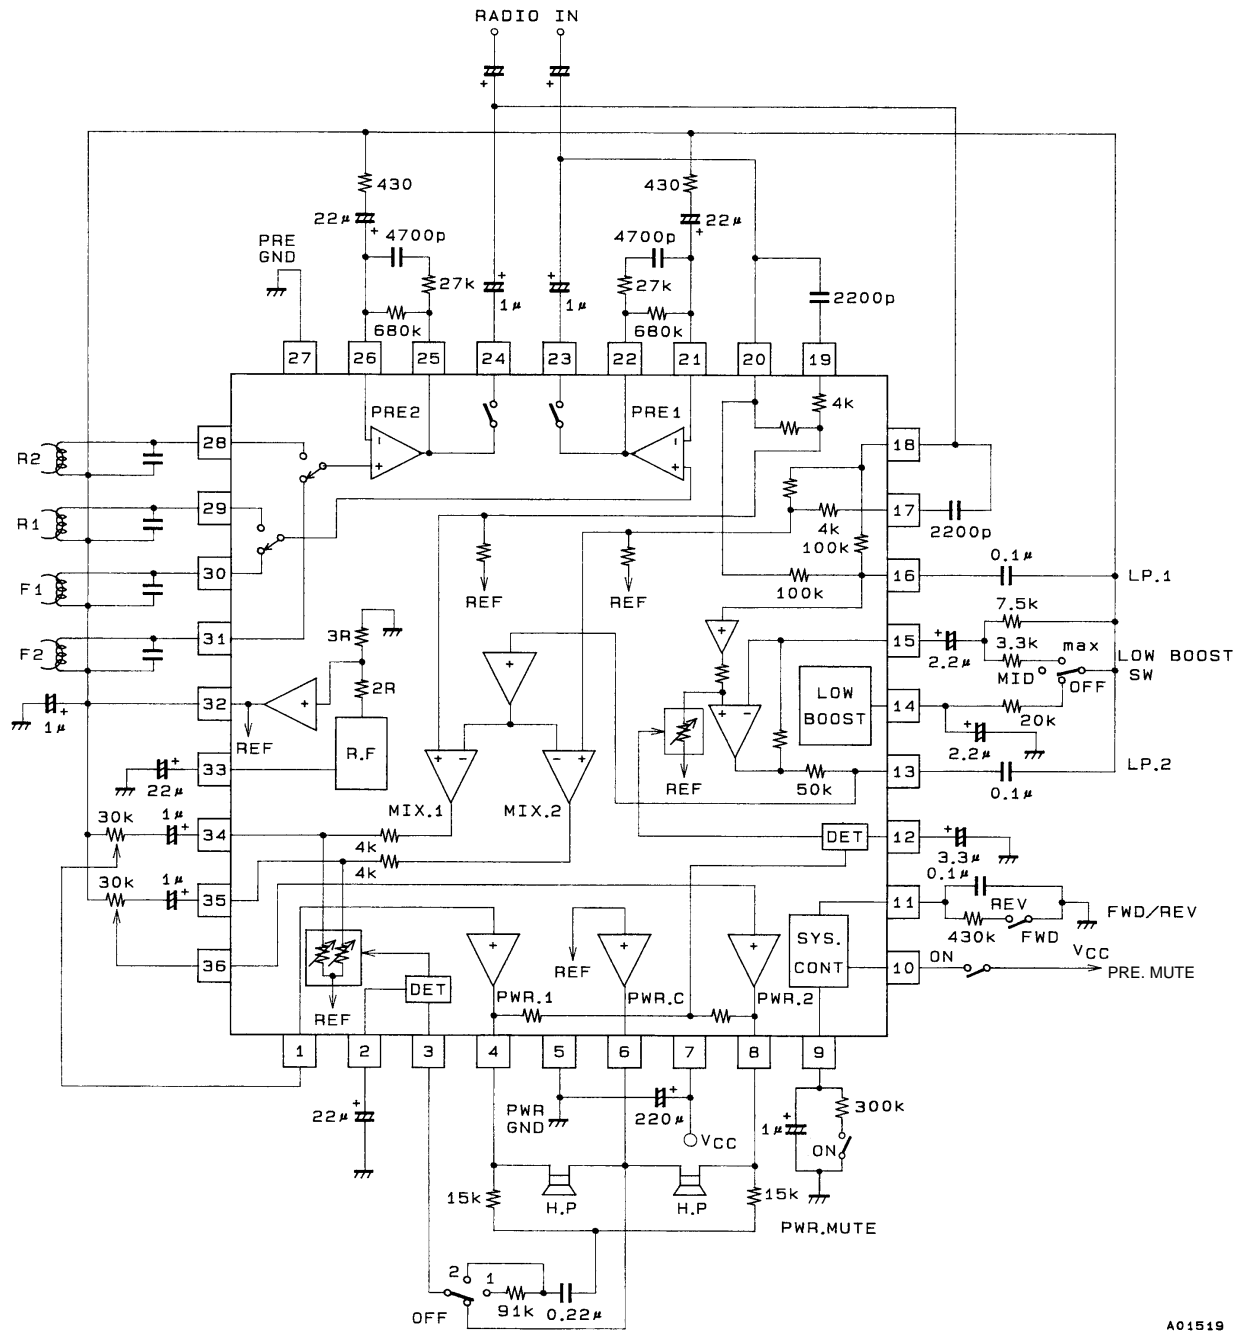 RADIO IN
430
430
22μ
+
4700p
4700p
22μ
+
PRE
GND
27k
+
1μ
+
1μ
27k
2200p
680k
680k
27
26
25
24
23
22
21
20
19
PRE2
PRE1
4k
28
18
R2
29
17
R1
4k
2200p
100k
0.1μ
30
16
LP.1
F1
REF
REF
100k
7.5k
31
3R
15
3.3k
max
F2
2.2μ
MID
LOW BOOST
SW
OFF
32
2R
LOW
BOOST
14
20k
1μ
REF
R.F
2.2μ
33
REF
13
LP.2
22μ
50k
0.1μ
MIX.1
MIX.2
30k
1μ
34
DET
12
4k
3.3μ
30k
1μ
4k
0.1μ
35
11
REV
FWD/REV
SYS.
CONT
430k
FWD
VCC
36
REF
10
ON
PRE. MUTE
DET
PWR.1
PWR.C
PWR.2
REF
1
2
3
4
5
6
7
8
9
22μ
PWR
GND
220μ
300k
1μ
VCC
ON
15k
H.P
H.P
15k
PWR.MUTE
2
1
OFF
91k
0.22μ
A01519